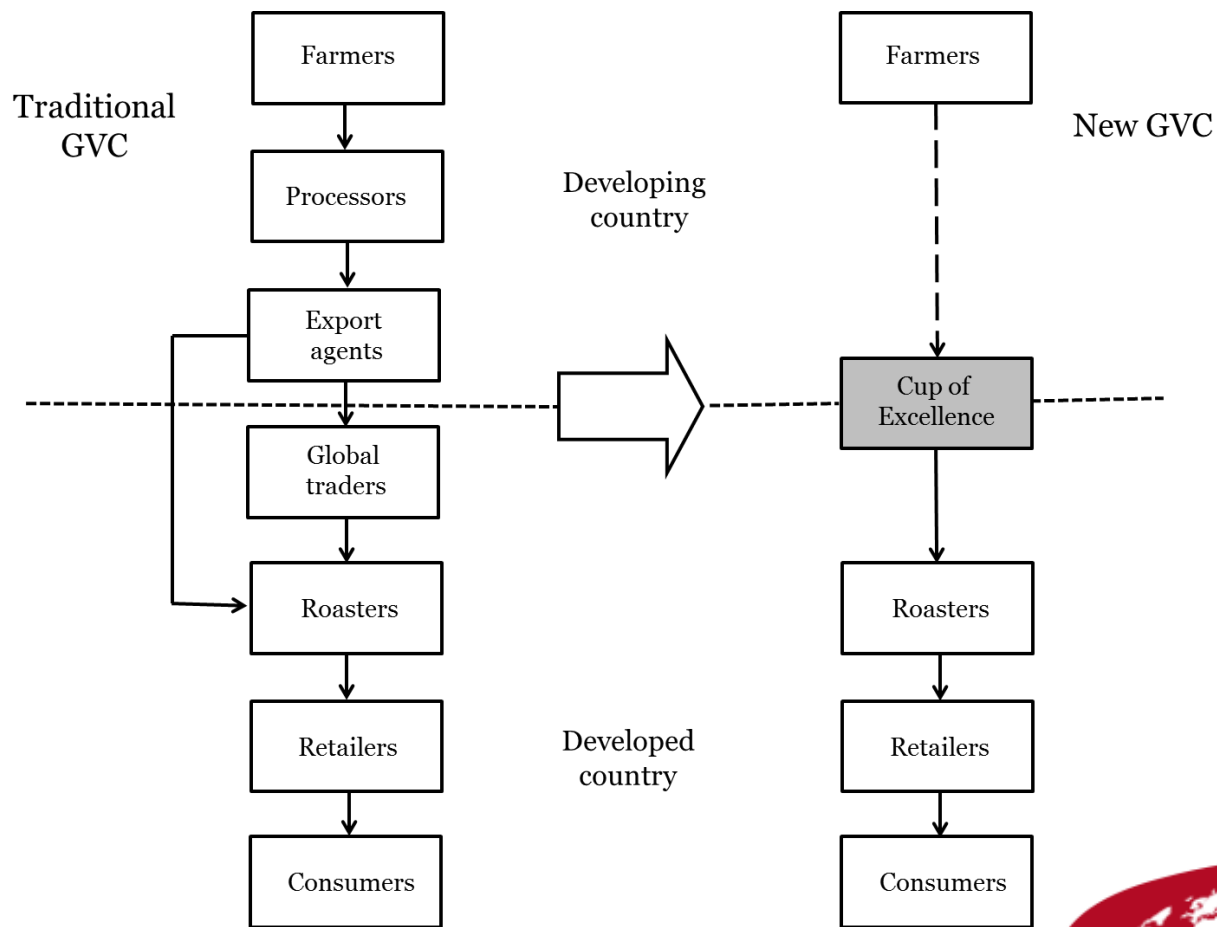 Farmers
Farmers
Traditional
GVC
New GVC
Processors
Developing
country
Export
agents
Cup of
Excellence
Global
traders
Roasters
Roasters
Retailers
Developed
country
Retailers
Consumers
Consumers